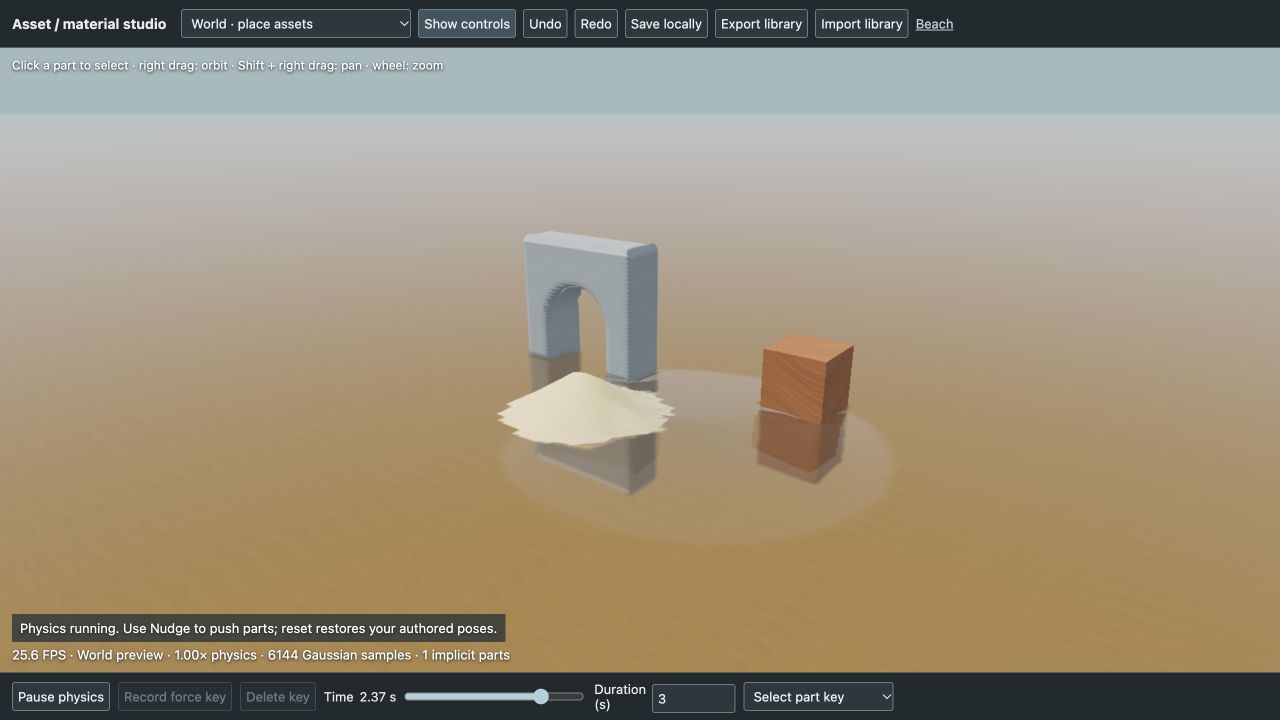 Asset / material studio World · place assets Show controls Undo Redo Save locally Export library Import library Beach
Click a part to select · right drag: orbit · Shift + right drag: pan · wheel: zoom
Physics running. Use Nudge to push parts; reset restores your authored poses.
25.6 FPS · World preview · 1.00× physics · 6144 Gaussian samples · 1 implicit parts
Pause physics Record force key Delete key Time 2.37 s Duration (s) 3 Select part key